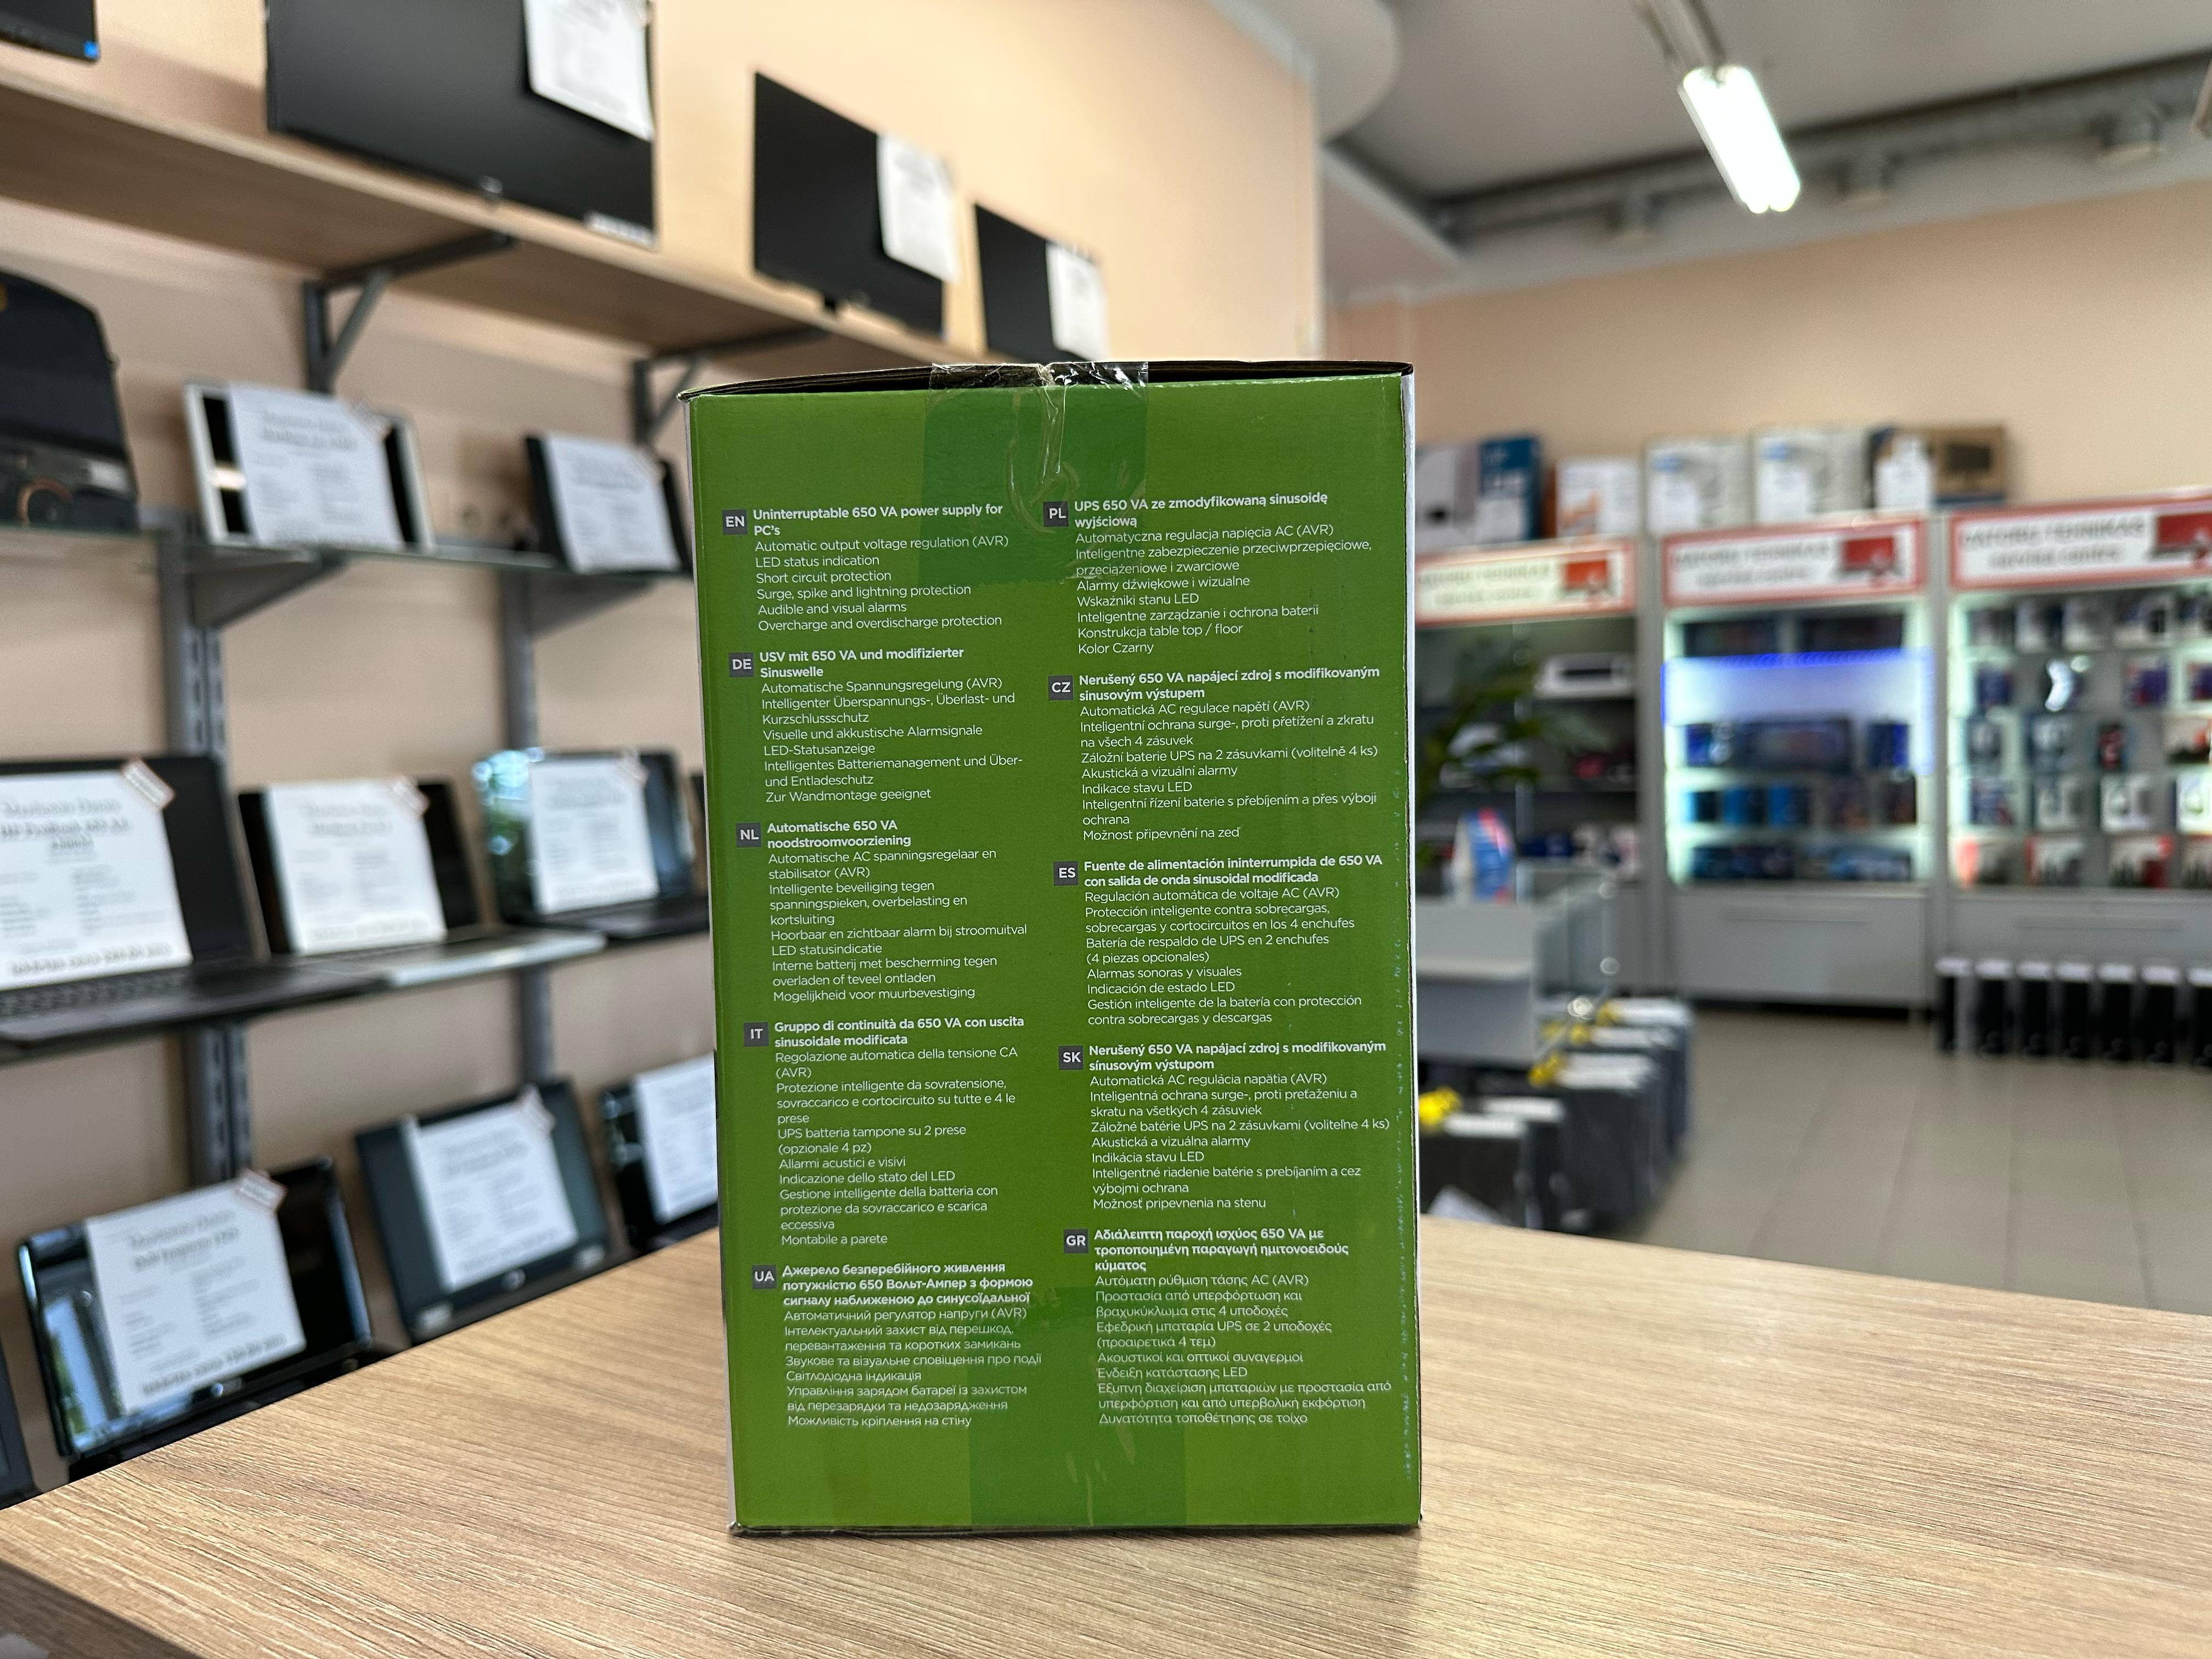 EN
Uninterruptable 650 VA power supply for
PC's
Automatic output voltage regulation (AVR)
LED status indication
Short circuit protection
Surge, spike and lightning protection
Audible and visual alarms
Overcharge and overdischarge protection
DE
USV mit 650 VA und modifizierter
Sinuswelle
Automatische Spannungsregelung (AVR)
Intelligenter Überspannungs-, Überlast- und
Kurzschlussschutz
Visuelle und akkustische Alarmsignale
LED-Statusanzeige
Intelligentes Batteriemanagement und Über-
und Entladeschutz
Zur Wandmontage geeignet
NL
Automatische 650 VA
noodstroomvoorziening
Automatische AC spanningsregelaar en
stabilisator (AVR)
Intelligente beveiliging tegen
spanningspieken, overbelasting en
kortsluiting
Hoorbaar en zichtbaar alarm bij stroomuitval
LED statusindicatie
Interne batterij met bescherming tegen
overladen of teveel ontladen
Mogelijkheid voor muurbevestiging
IT
Gruppo di continuità da 650 VA con uscita
sinusoidale modificata
Regolazione automatica della tensione CA
(AVR)
Protezione intelligente da sovratensione,
sovraccarico e cortocircuito su tutte e 4 le
prese
UPS batteria tampone su 2 prese
(opzionale 4 pz)
Allarmi acustici e visivi
Indicazione dello stato del LED
Gestione intelligente della batteria con
protezione da sovraccarico e scarica
eccessiva
Montabile a parete
UA
Джерело безперебійного живлення
потужністю 650 Вольт-Ампер з формою
сигналу наближеною до синусоїдальної
Автоматичний регулятор напруги (AVR)
Інтелектуальний захист від перешкод,
перевантаження та коротких замикань
Звукове та візуальне сповіщення про події
Світлодіодна індикація
Управління зарядом батареї із захистом
від перезарядки та недозарядження
Можливість кріплення на стіну
PL
UPS 650 VA ze zmodyfikowaną sinusoidę
wyjściową
Automatyczna regulacja napięcia AC (AVR)
Inteligentne zabezpieczenie przeciwprzepięciowe,
przeciążeniowe i zwarciowe
Alarmy dźwiękowe i wizualne
Wskaźniki stanu LED
Inteligentne zarządzanie i ochrona baterii
Konstrukcja table top / floor
Kolor Czarny
CZ
Nerušený 650 VA napájecí zdroj s modifikovaným
sinusovým výstupem
Automatická AC regulace napětí (AVR)
Inteligentní ochrana surge-, proti přetížení a zkratu
na všech 4 zásuvek
Záložní baterie UPS na 2 zásuvkami (volitelně 4 ks)
Akustická a vizuální alarmy
Indikace stavu LED
Inteligentní řízení baterie s přebíjením a přes výboji
ochrana
Možnost připevnění na zeď
ES
Fuente de alimentación ininterrumpida de 650 VA
con salida de onda sinusoidal modificada
Regulación automática de voltaje AC (AVR)
Protección inteligente contra sobrecargas,
sobrecargas y cortocircuitos en los 4 enchufes
Batería de respaldo de UPS en 2 enchufes
(4 piezas opcionales)
Alarmas sonoras y visuales
Indicación de estado LED
Gestión inteligente de la batería con protección
contra sobrecargas y descargas
SK
Nerušený 650 VA napájací zdroj s modifikovaným
sínusovým výstupom
Automatická AC regulácia napätia (AVR)
Inteligentná ochrana surge-, proti preťaženiu a
skratu na všetkých 4 zásuviek
Záložné batérie UPS na 2 zásuvkami (voliteľne 4 ks)
Akustická a vizuálna alarmy
Indikácia stavu LED
Inteligentné riadenie batérie s prebíjaním a cez
výbojmi ochrana
Možnosť pripevnenia na stenu
GR
Αδιάλειπτη παροχή ισχύος 650 VA με
τροποποιημένη παραγωγή ημιτονοειδούς
κύματος
Αυτόματη ρύθμιση τάσης AC (AVR)
Προστασία από υπερφόρτωση και
βραχυκύκλωμα στις 4 υποδοχές
Εφεδρική μπαταρία UPS σε 2 υποδοχές
(προαιρετικά 4 τεμ)
Ακουστικοί και οπτικοί συναγερμοί
Ένδειξη κατάστασης LED
Έξυπνη διαχείριση μπαταριών με προστασία από
υπερφόρτιση και από υπερβολική εκφόρτιση
Δυνατότητα τοποθέτησης σε τοίχο
DATORU TEHNIKAS
DATORU TEHNIKAS
DATORU TEHNIKAS